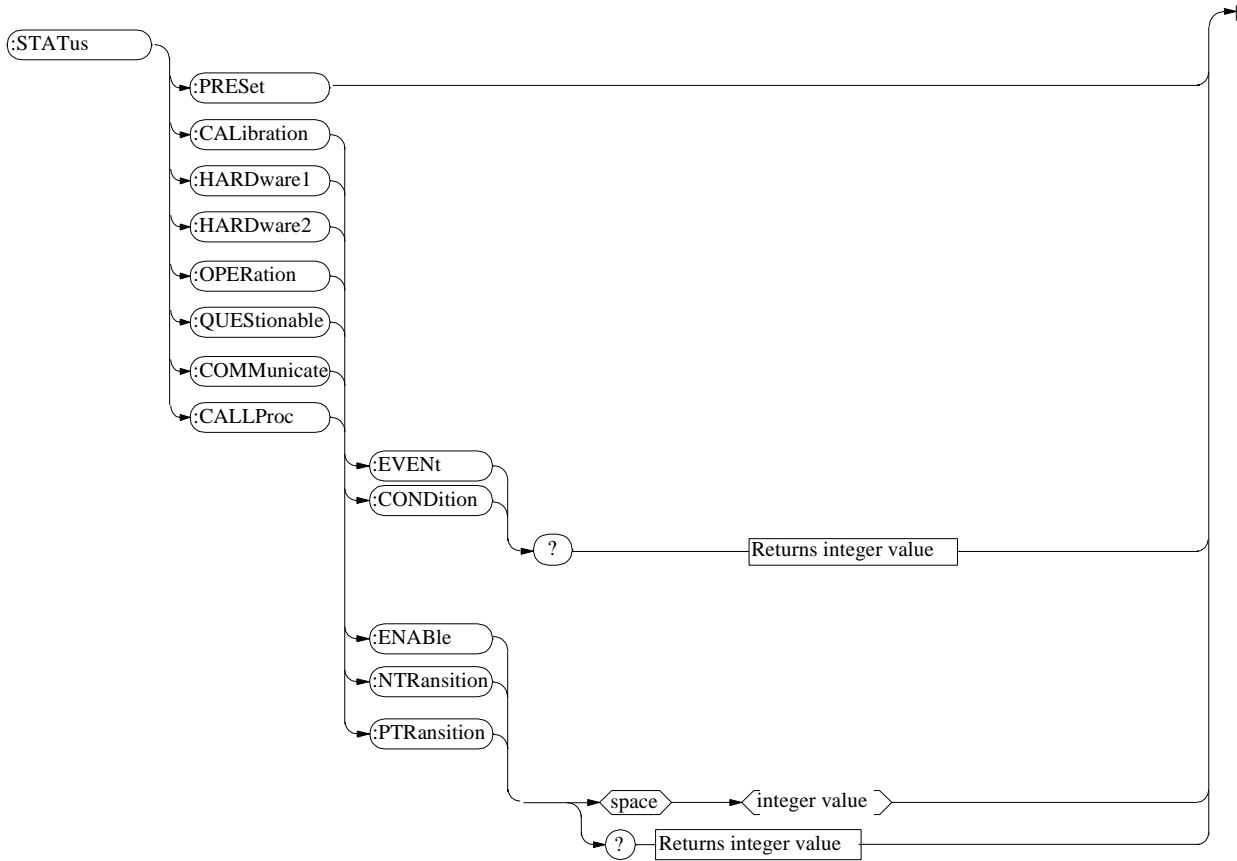 :STATus
:PRESet
:CALibration
:HARDware1
:HARDware2
:OPERation
:QUEStionable
:COMMunicate
:CALLProc
:EVENt
:CONDition
? Returns integer value
:ENABle
:NTRansition
:PTRansition
space integer value
? Returns integer value